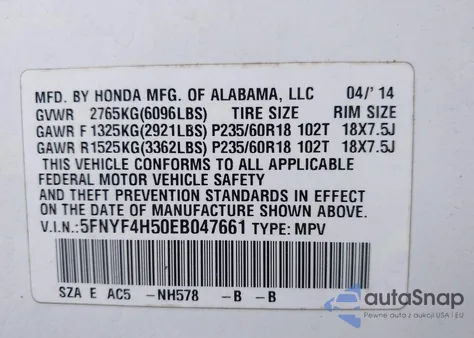 MFD. BY HONDA MFG. OF ALABAMA, LLC 04/' 14
GVWR 2765KG(6096LBS) TIRE SIZE RIM SIZE
GAWR F 1325KG(2921LBS) P235/60R18 102T 18X7.5J
GAWR R 1525KG(3362LBS) P235/60R18 102T 18X7.5J
THIS VEHICLE CONFORMS TO ALL APPLICABLE
FEDERAL MOTOR VEHICLE SAFETY
AND THEFT PREVENTION STANDARDS IN EFFECT
ON THE DATE OF MANUFACTURE SHOWN ABOVE.
V.I.N.:5FNYF4H50EB047661 TYPE: MPV
SZA E AC5 -NH578 -B -B
autoSnap
Pewne auta z aukcji USA i EU